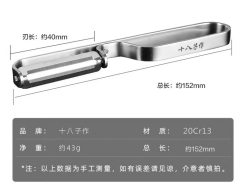 刃长：约40mm
十八子作
总长：约152mm
品　牌：　十八子作　　材　质：　20Cr13
净　重：　约43g　　总　长：　约152mm
*注：以上数据为手工测量，如有误差请见谅，介意者慎拍。